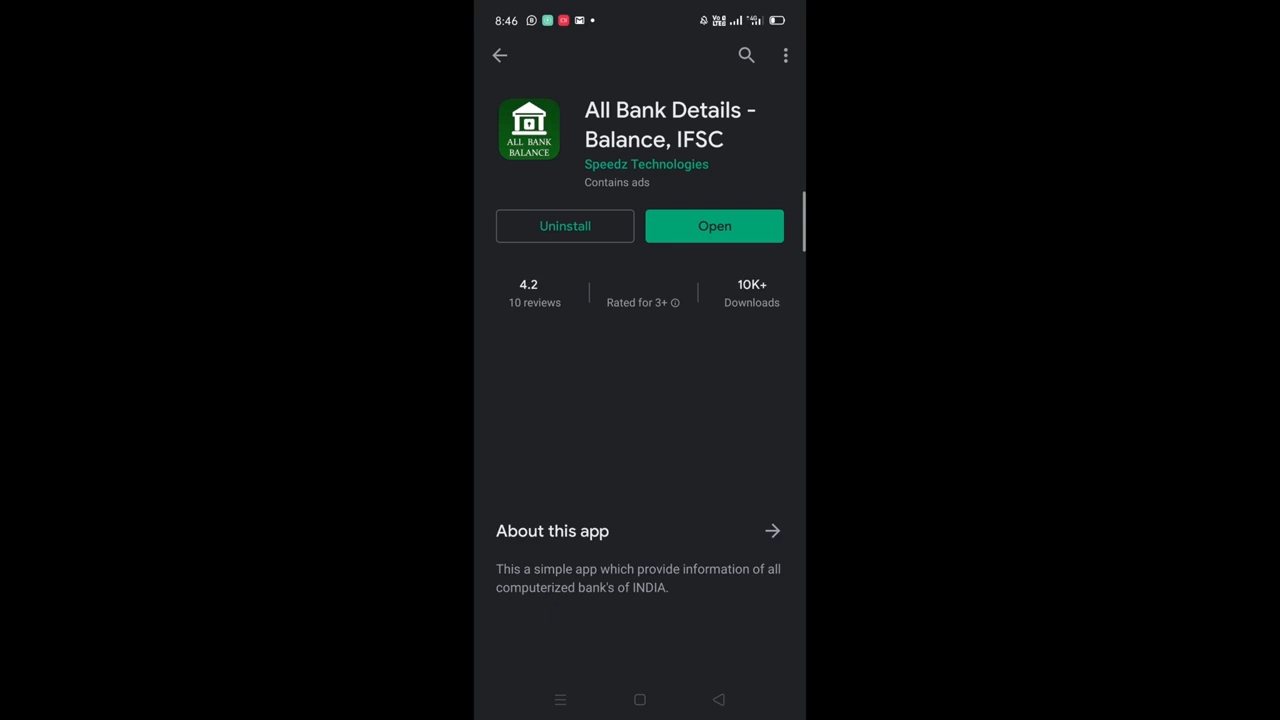 8:46
All Bank Details -
Balance, IFSC
ALL BANK
BALANCE
Speedz Technologies
Contains ads
Uninstall
Open
4.2
10 reviews
Rated for 3+
10K+
Downloads
About this app
This a simple app which provide information of all
computerized bank's of INDIA.